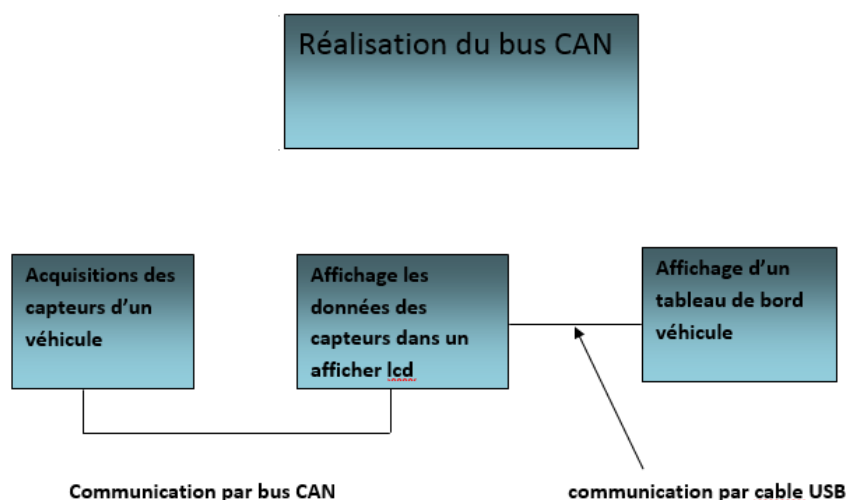 Réalisation du bus CAN
Acquisitions des
capteurs d'un
véhicule
Affichage les
données des
capteurs dans un
afficher lcd
Affichage d'un
tableau de bord
véhicule
Communication par bus CAN
communication par cable USB